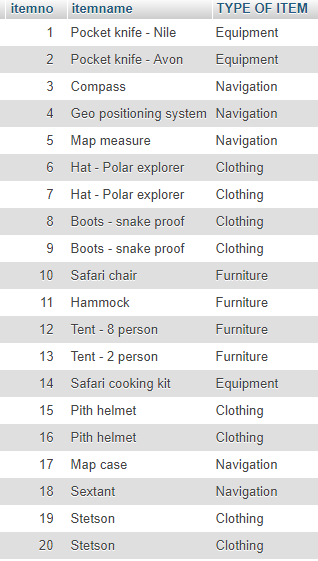 itemno itemname TYPE OF ITEM
1 Pocket knife - Nile Equipment
2 Pocket knife - Avon Equipment
3 Compass Navigation
4 Geo positioning system Navigation
5 Map measure Navigation
6 Hat - Polar explorer Clothing
7 Hat - Polar explorer Clothing
8 Boots - snake proof Clothing
9 Boots - snake proof Clothing
10 Safari chair Furniture
11 Hammock Furniture
12 Tent - 8 person Furniture
13 Tent - 2 person Furniture
14 Safari cooking kit Equipment
15 Pith helmet Clothing
16 Pith helmet Clothing
17 Map case Navigation
18 Sextant Navigation
19 Stetson Clothing
20 Stetson Clothing